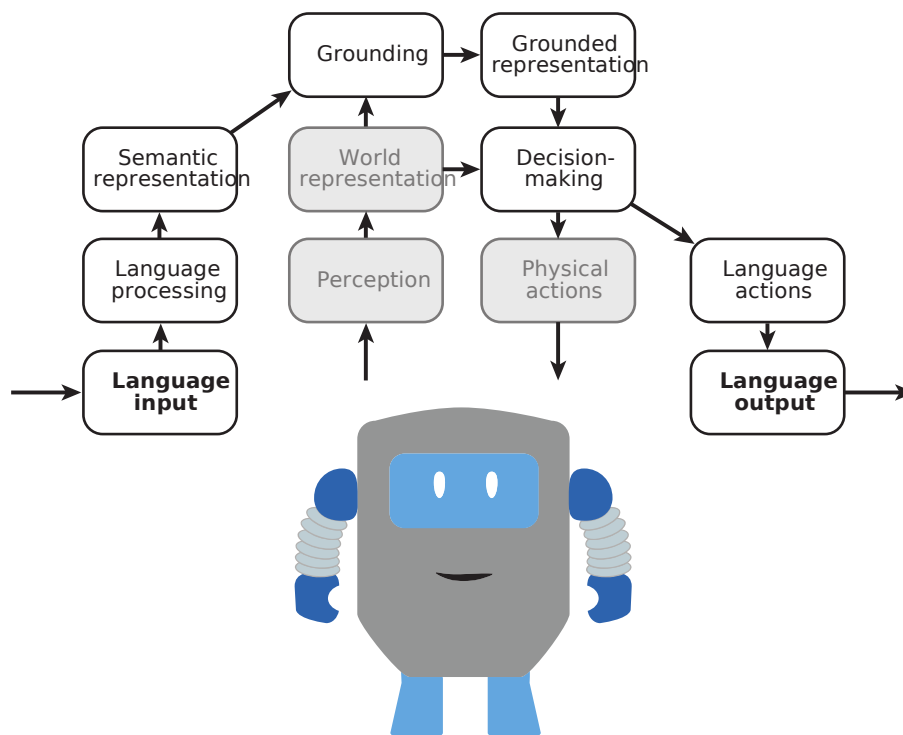 Grounding
Grounded
representation
Semantic
representation
World
representation
Decision-
making
Language
processing
Perception
Physical
actions
Language
actions
Language
input
Language
output